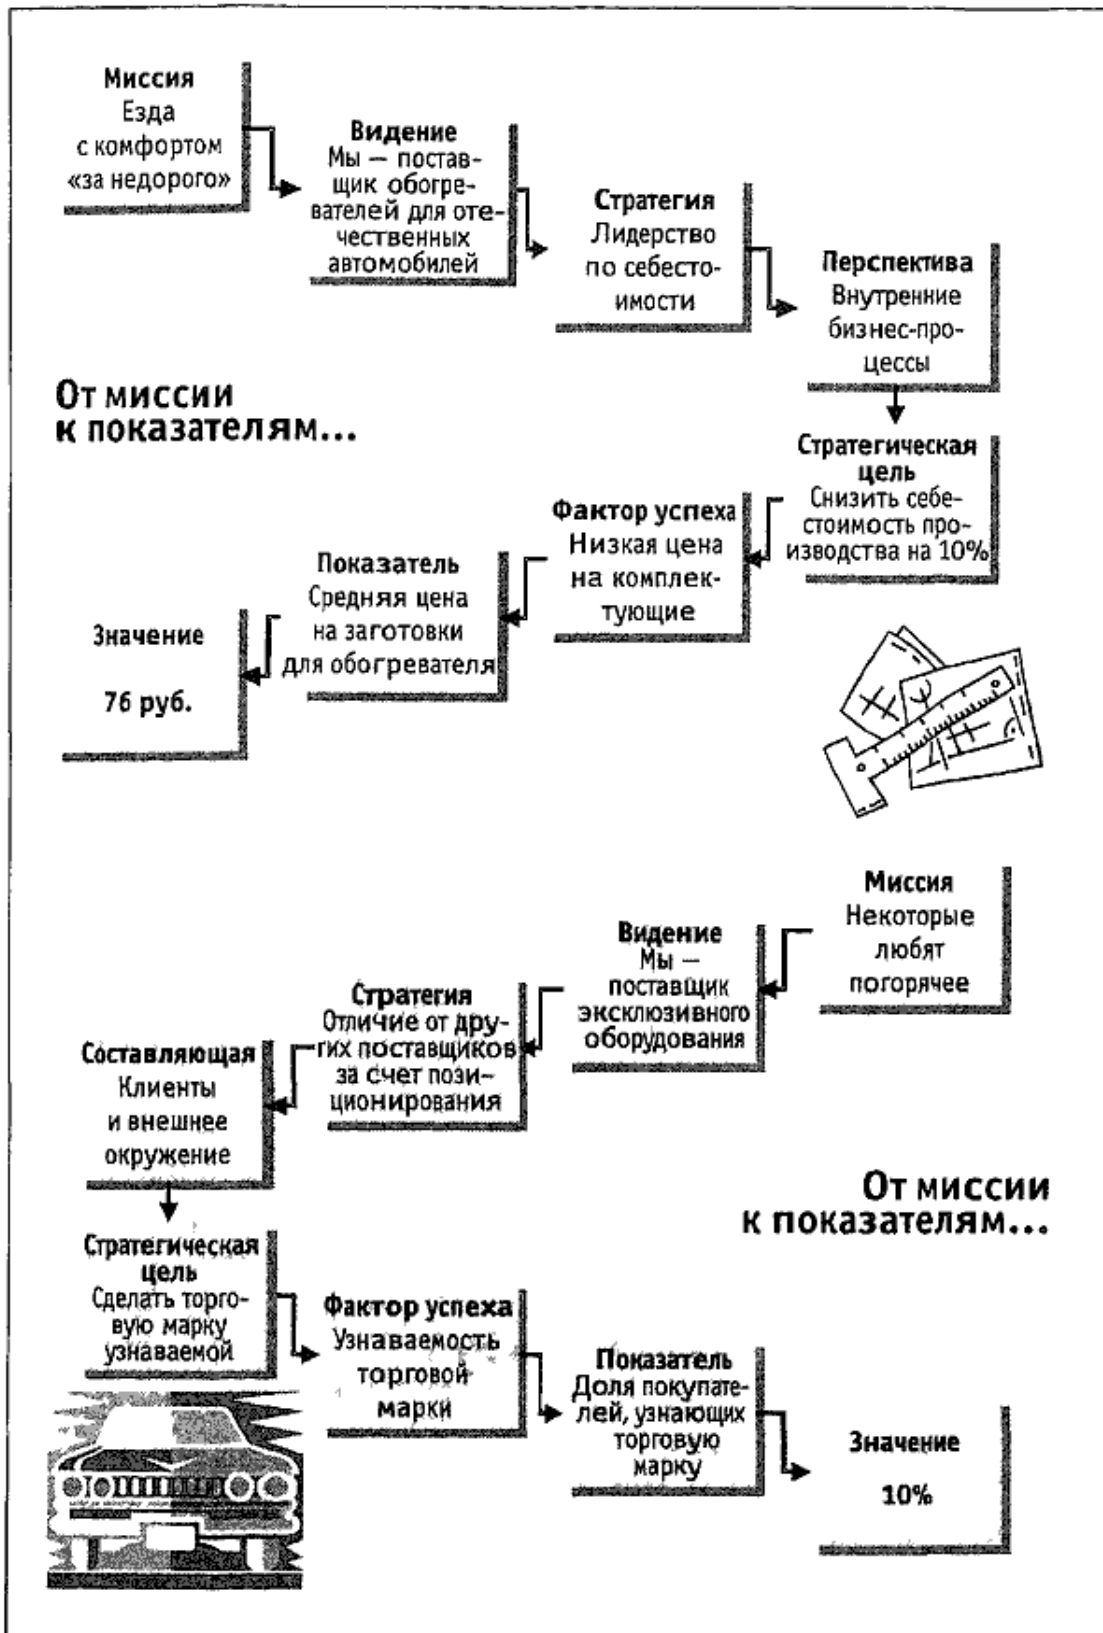 Миссия
Езда
с комфортом
«за недорого»
Видение
Мы — постав-
щик обогре-
вателей для оте-
чественных
автомобилей
Стратегия
Лидерство
по себесто-
имости
Перспектива
Внутренние
бизнес-про-
цессы
От миссии
к показателям...
Стратегическая
цель
Снизить себе-
стоимость про-
изводства на 10%
Фактор успеха
Низкая цена
на комплек-
тующие
Показатель
Средняя цена
на заготовки
для обогревателя
Значение
76 руб.
Миссия
Некоторые
любят
погорячее
Видение
Мы —
поставщик
эксклюзивного
оборудования
Стратегия
Отличие от дру-
гих поставщиков
за счет пози-
ционирования
Составляющая
Клиенты
и внешнее
окружение
От миссии
к показателям...
Стратегическая
цель
Сделать торго-
вую марку
узнаваемой
Фактор успеха
Узнаваемость
торговой
марки
Показатель
Доля покупате-
лей, узнающих
торговую
марку
Значение
10%